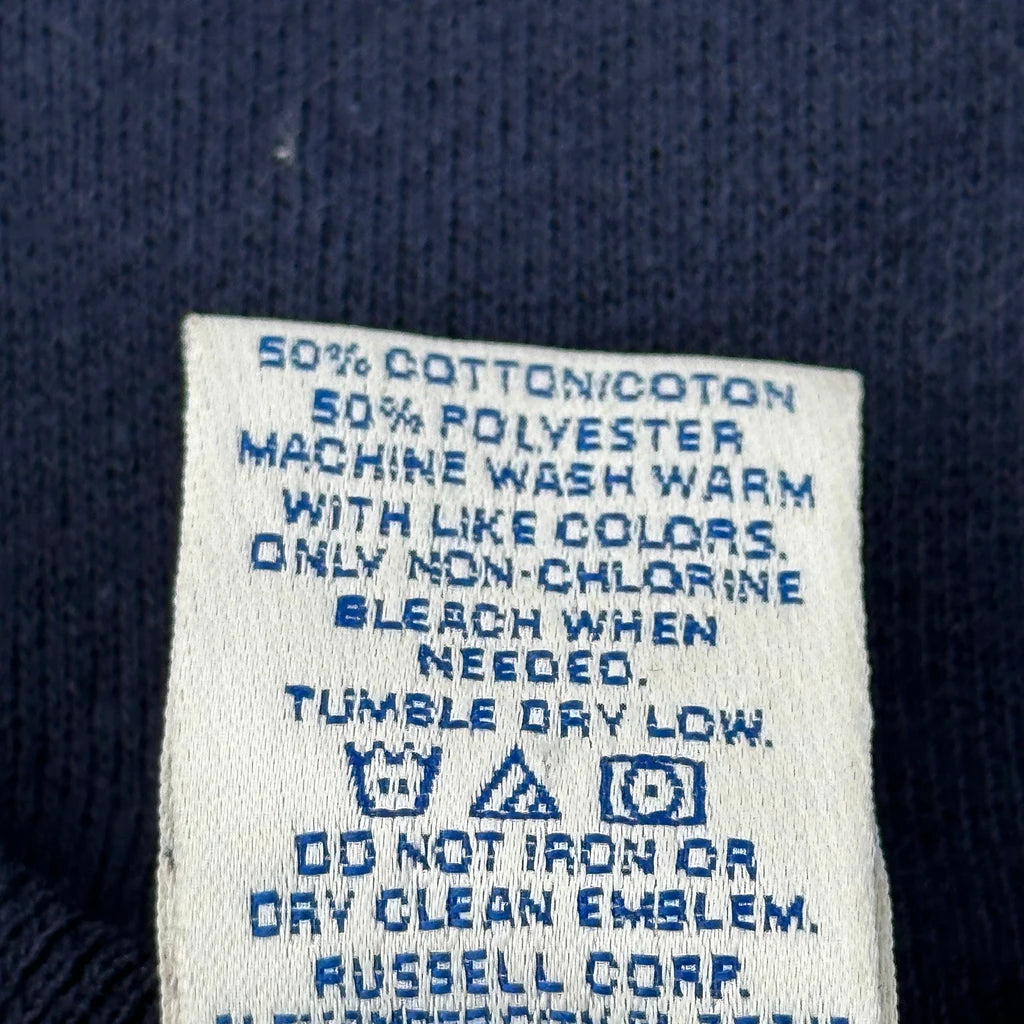 50% COTTON/COTON
50% POLYESTER
MACHINE WASH WARM
WITH LIKE COLORS.
ONLY NON-CHLORINE
BLEACH WHEN
NEEDED.
TUMBLE DRY LOW.
DO NOT IRON OR
DRY CLEAN EMBLEM.
RUSSELL CORP.